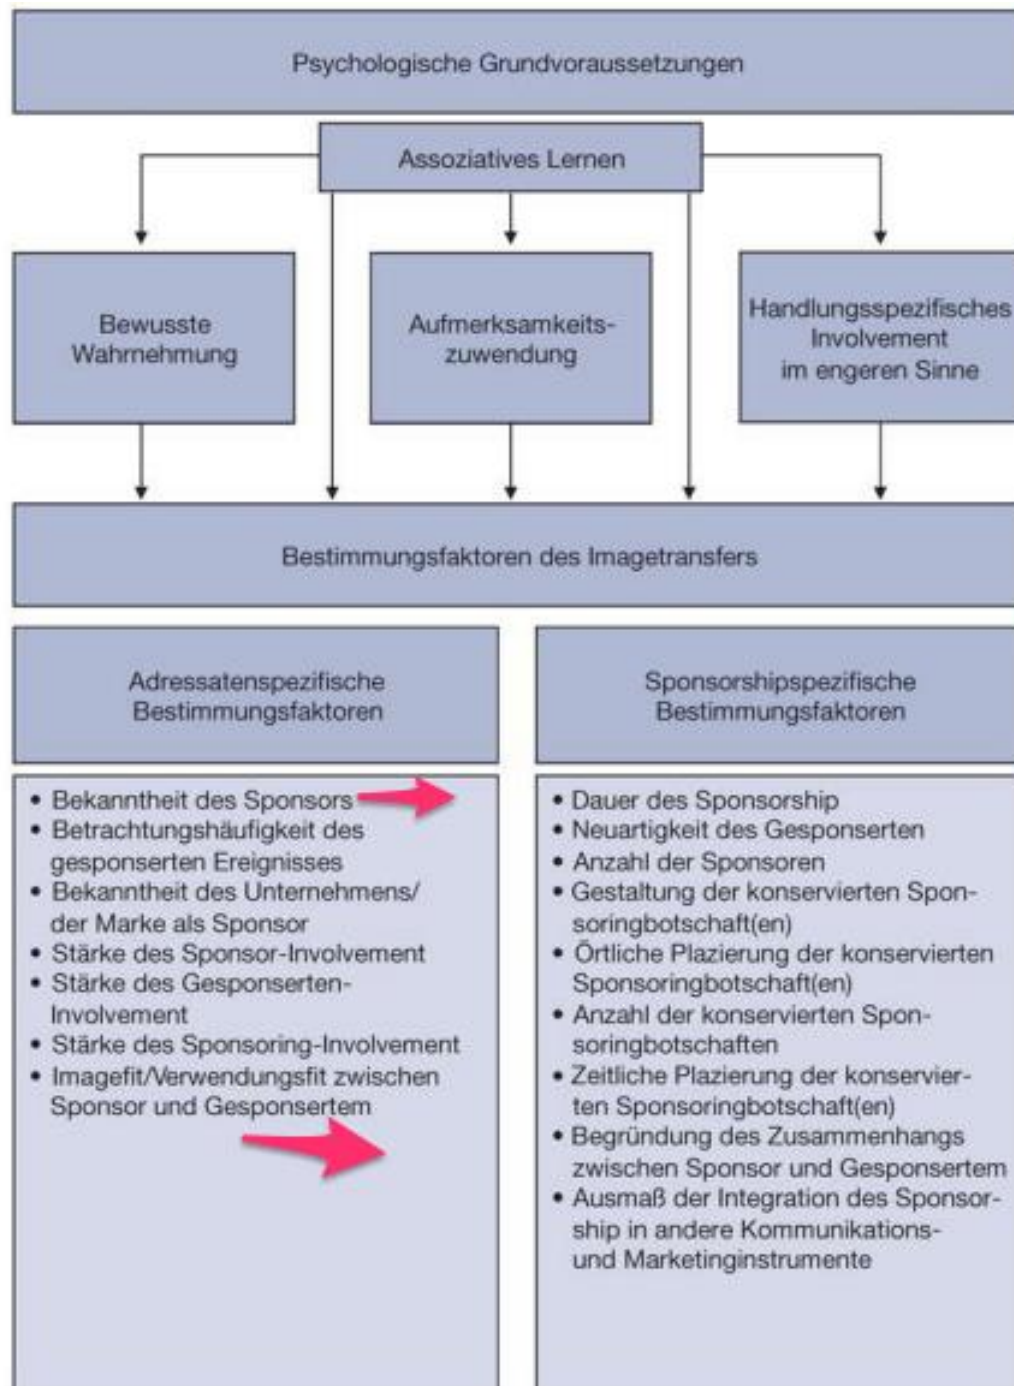 Psychologische Grundvoraussetzungen
Assoziatives Lernen
Bewusste
Wahrnehmung
Aufmerksamkeits-
zuwendung
Handlungsspezifisches
Involvement
im engeren Sinne
Bestimmungsfaktoren des Imagetransfers
Adressatenspezifische
Bestimmungsfaktoren
• Bekanntheit des Sponsors
• Betrachtungshäufigkeit des
gesponserten Ereignisses
• Bekanntheit des Unternehmens/
der Marke als Sponsor
• Stärke des Sponsor-Involvement
• Stärke des Gesponserten-
Involvement
• Stärke des Sponsoring-Involvement
• Imagefit/Verwendungsfit zwischen
Sponsor und Gesponsertem
Sponsorshipspezifische
Bestimmungsfaktoren
• Dauer des Sponsorship
• Neuartigkeit des Gesponserten
• Anzahl der Sponsoren
• Gestaltung der konservierten Spon-
soringbotschaft(en)
• Örtliche Plazierung der konservierten
Sponsoringbotschaft(en)
• Anzahl der konservierten Spon-
soringbotschaften
• Zeitliche Plazierung der konservier-
ten Sponsoringbotschaft(en)
• Begründung des Zusammenhangs
zwischen Sponsor und Gesponsertem
• Ausmaß der Integration des Sponsor-
ship in andere Kommunikations-
und Marketinginstrumente